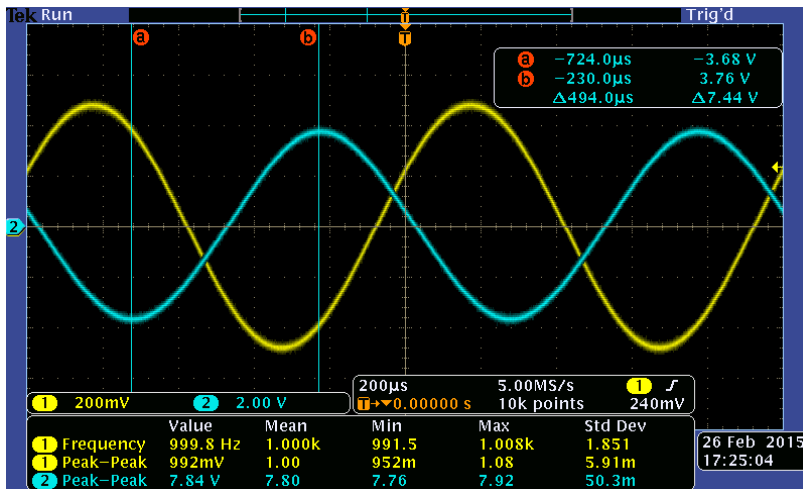 Tek Run Trig'd
a b T
T
a −724.0µs −3.68 V
b −230.0µs 3.76 V
Δ494.0µs Δ7.44 V
2
1 200mV 2 2.00 V
200µs 5.00MS/s 1
T→▼0.00000 s 10k points 240mV
Value Mean Min Max Std Dev
1 Frequency 999.8 Hz 1.000k 991.5 1.008k 1.851
1 Peak−Peak 992mV 1.00 952m 1.08 5.91m
2 Peak−Peak 7.84 V 7.80 7.76 7.92 50.3m
26 Feb 2015
17:25:04